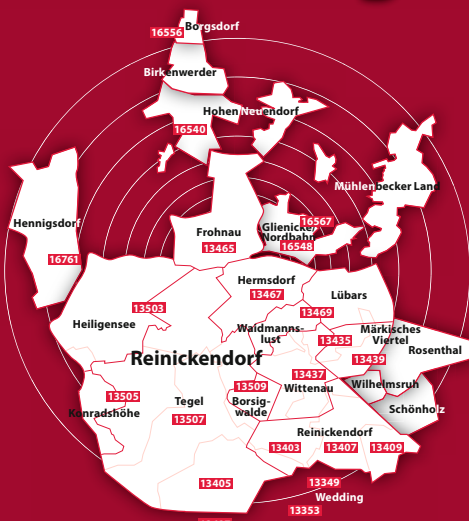 Borgsdorf
16556
Birkenwerder
Hohen Neuendorf
16540
Mühlenbecker Land
Hennigsdorf
Frohnau
13465
Glienicke/
Nordbahn
16567
16548
16761
Hermsdorf
13467
Lübars
13503
13469
Heiligensee
Waidmanns-
lust
13435
Märkisches
Viertel
Rosenthal
13439
Reinickendorf
13437
Wilhelmsruh
13509
Wittenau
13505
Tegel
Borsig-
walde
Schönholz
Konradshöhe
13507
Reinickendorf
13403
13407
13409
13405
13349
Wedding
13353